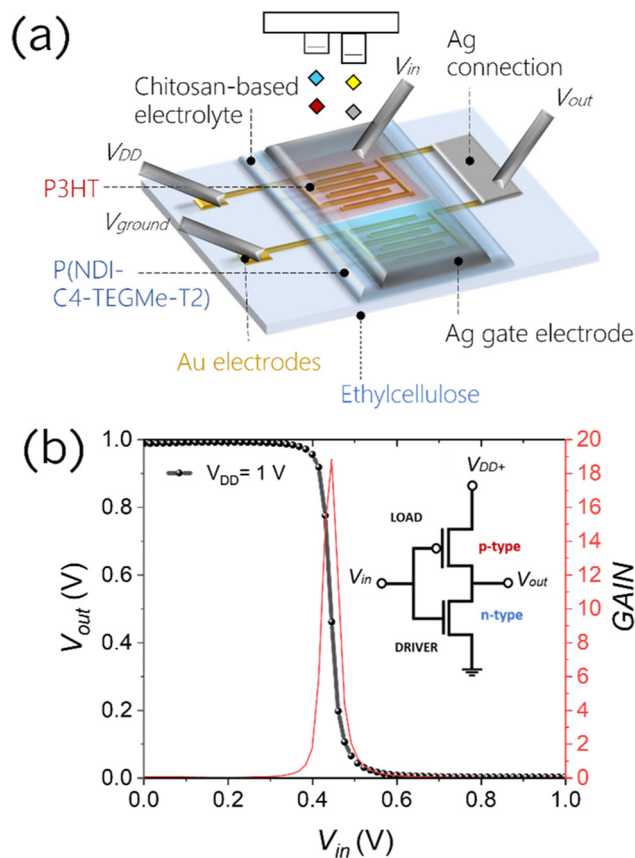 (a)
Ag
connection
V_in
V_out
Chitosan-based
electrolyte
V_DD
P3HT
V_ground
P(NDI-
C4-TEGMe-T2)
Ag gate electrode
Au electrodes
Ethylcellulose
(b)
V_DD= 1 V
V_DD+
LOAD
p-type
V_in
V_out
n-type
DRIVER
V_out (V)
1.0
0.8
0.6
0.4
0.2
0.0
GAIN
20
18
16
14
12
10
8
6
4
2
0
0.0 0.2 0.4 0.6 0.8 1.0
V_in (V)